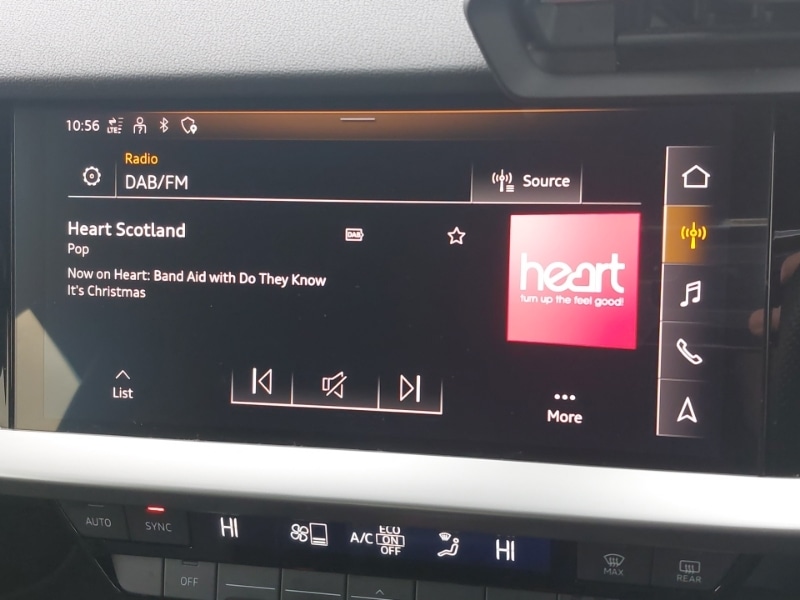 10:56 LTE
Radio
DAB/FM
Source
Heart Scotland
DAB
Pop
Now on Heart: Band Aid with Do They Know
It's Christmas
heart
turn up the feel good!
List
More
AUTO
SYNC
HI
A/C
ECO
ON
OFF
HI
MAX
REAR
OFF